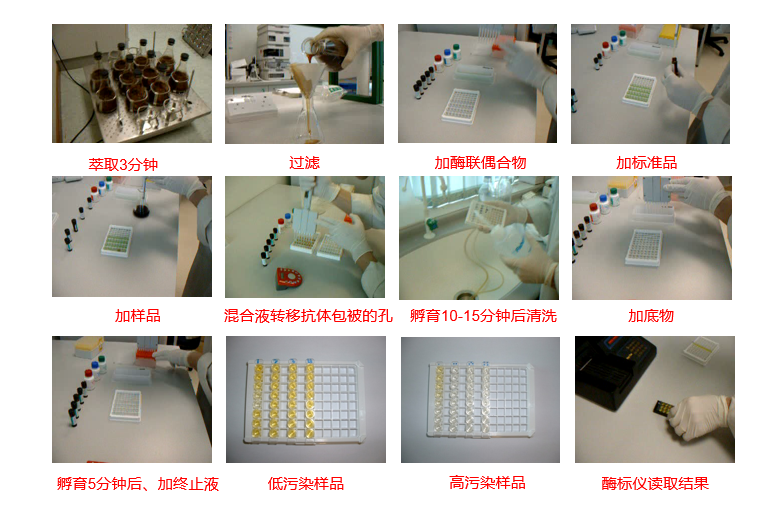 萃取3分钟
过滤
加酶联偶合物
加标准品
加样品
混合液转移抗体包被的孔
孵育10-15分钟后清洗
加底物
孵育5分钟后、加终止液
低污染样品
高污染样品
酶标仪读取结果